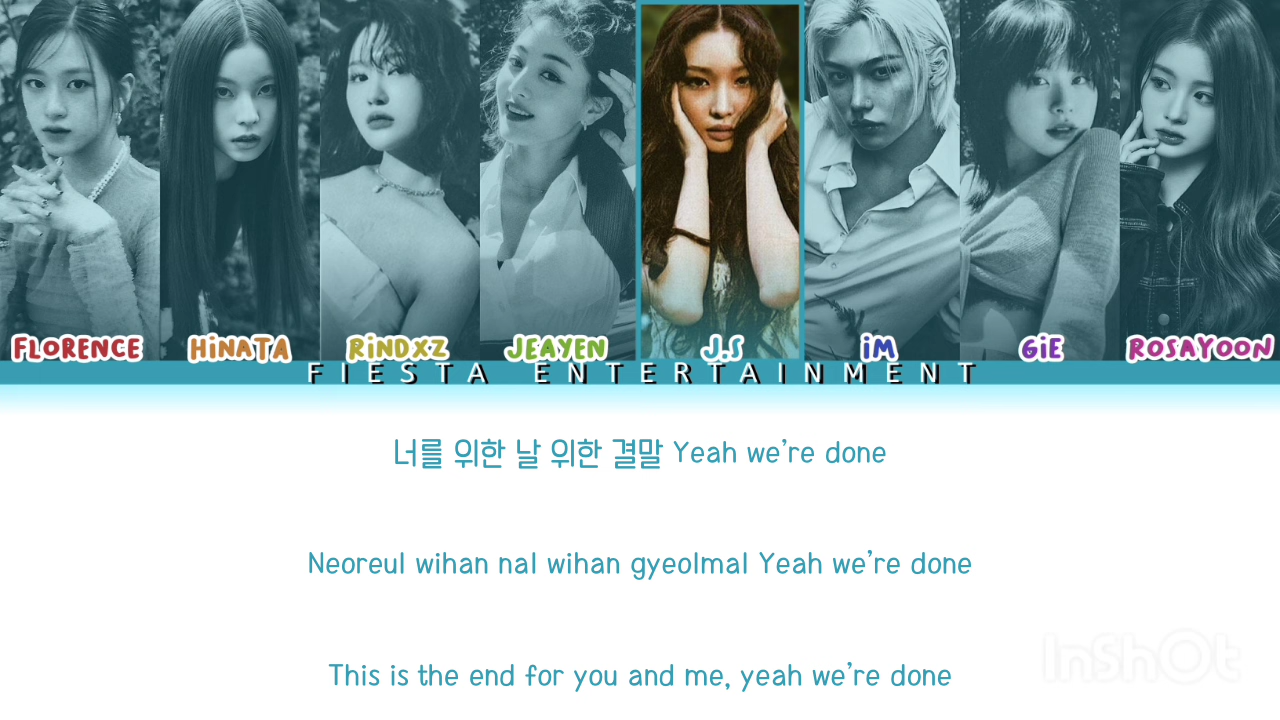 FLORENCE HiNATA RiNDXZ JEAYEN J.S iM GiE ROSAYOON
FIESTA ENTERTAINMENT
너를 위한 날 위한 결말 Yeah we're done
Neoreul wihan nal wihan gyeolmal Yeah we're done
This is the end for you and me, yeah we're done
InShOt